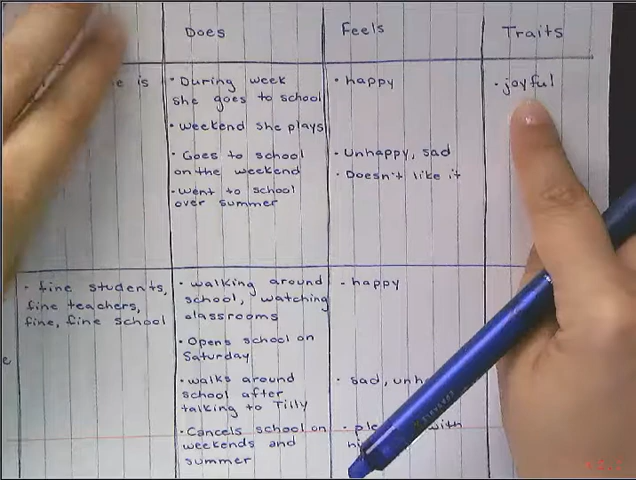 Does
Feels
Traits
e is
• During week
she goes to school
• happy
• joyful
• weekend she plays
• Goes to school
on the weekend
• Unhappy, sad
• Doesn't like it
• Went to school
over summer
• fine students,
fine teachers,
fine, fine school
• walking around
school, watching
classrooms
• happy
• Opens school on
Saturday
• walks around
school after
talking to Tilly
• sad, unh
• Cancels school on
weekends and
summer
with